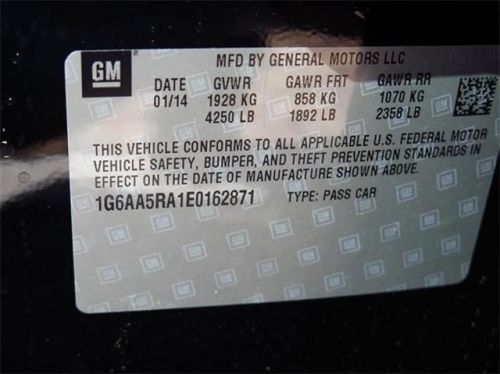 GM
MFD BY GENERAL MOTORS LLC
DATE GVWR GAWR FRT GAWR RR
01/14 1928 KG 858 KG 1070 KG
4250 LB 1892 LB 2358 LB
THIS VEHICLE CONFORMS TO ALL APPLICABLE U.S. FEDERAL MOTOR
VEHICLE SAFETY, BUMPER, AND THEFT PREVENTION STANDARDS IN
EFFECT ON THE DATE OF MANUFACTURE SHOWN ABOVE.
1G6AA5RA1E0162871 TYPE: PASS CAR